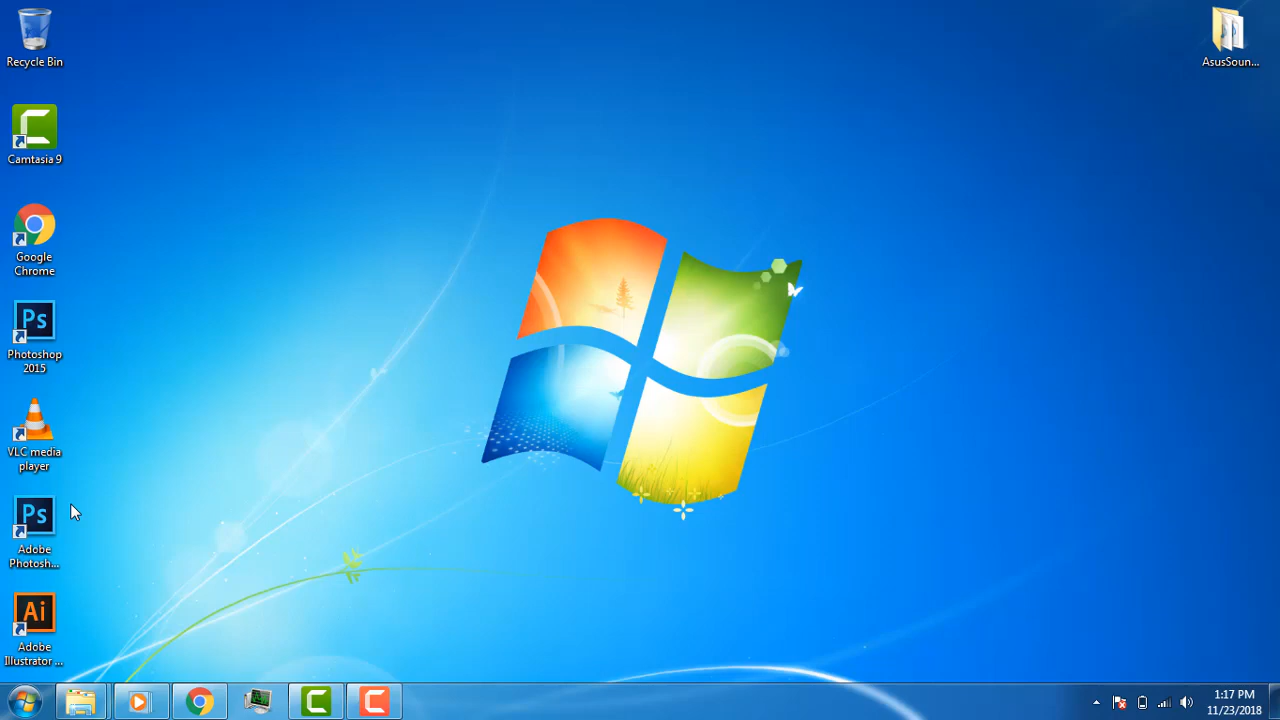 Recycle Bin
AsusSoun...
Camtasia 9
Google
Chrome
Ps
Photoshop
2015
VLC media
player
Ps
Adobe
Photosh...
Ai
Adobe
Illustrator ...
1:17 PM
11/23/2018